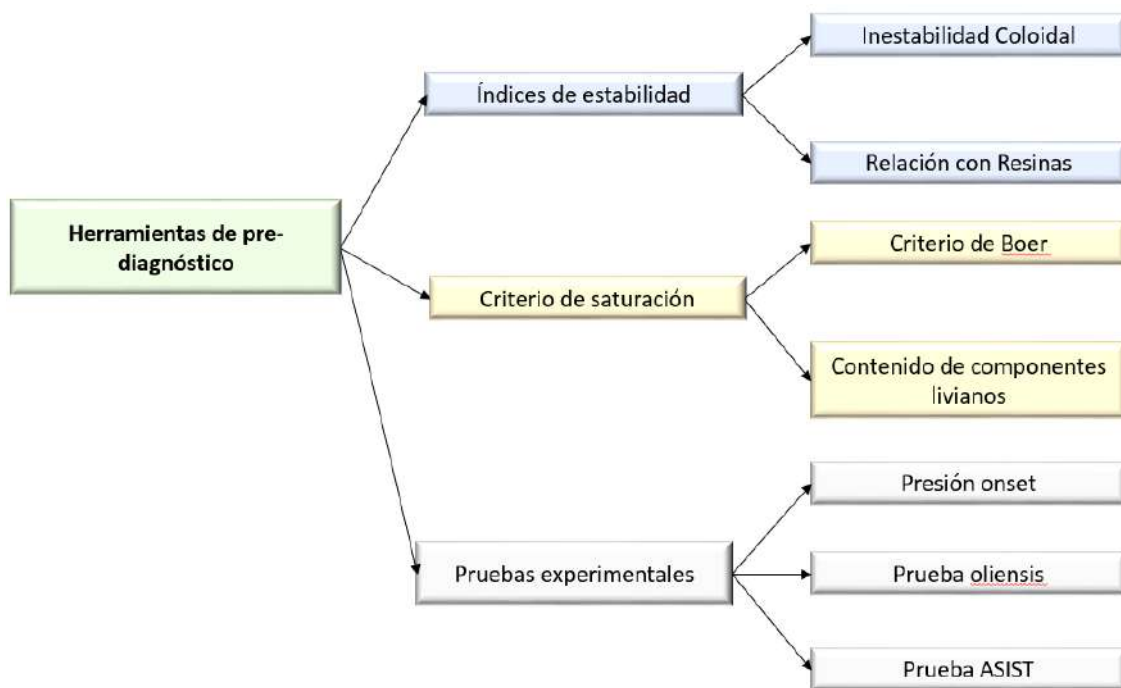 Herramientas de pre-
diagnóstico
Índices de estabilidad
Inestabilidad Coloidal
Relación con Resinas
Criterio de saturación
Criterio de Boer
Contenido de componentes
livianos
Pruebas experimentales
Presión onset
Prueba oliensis
Prueba ASIST